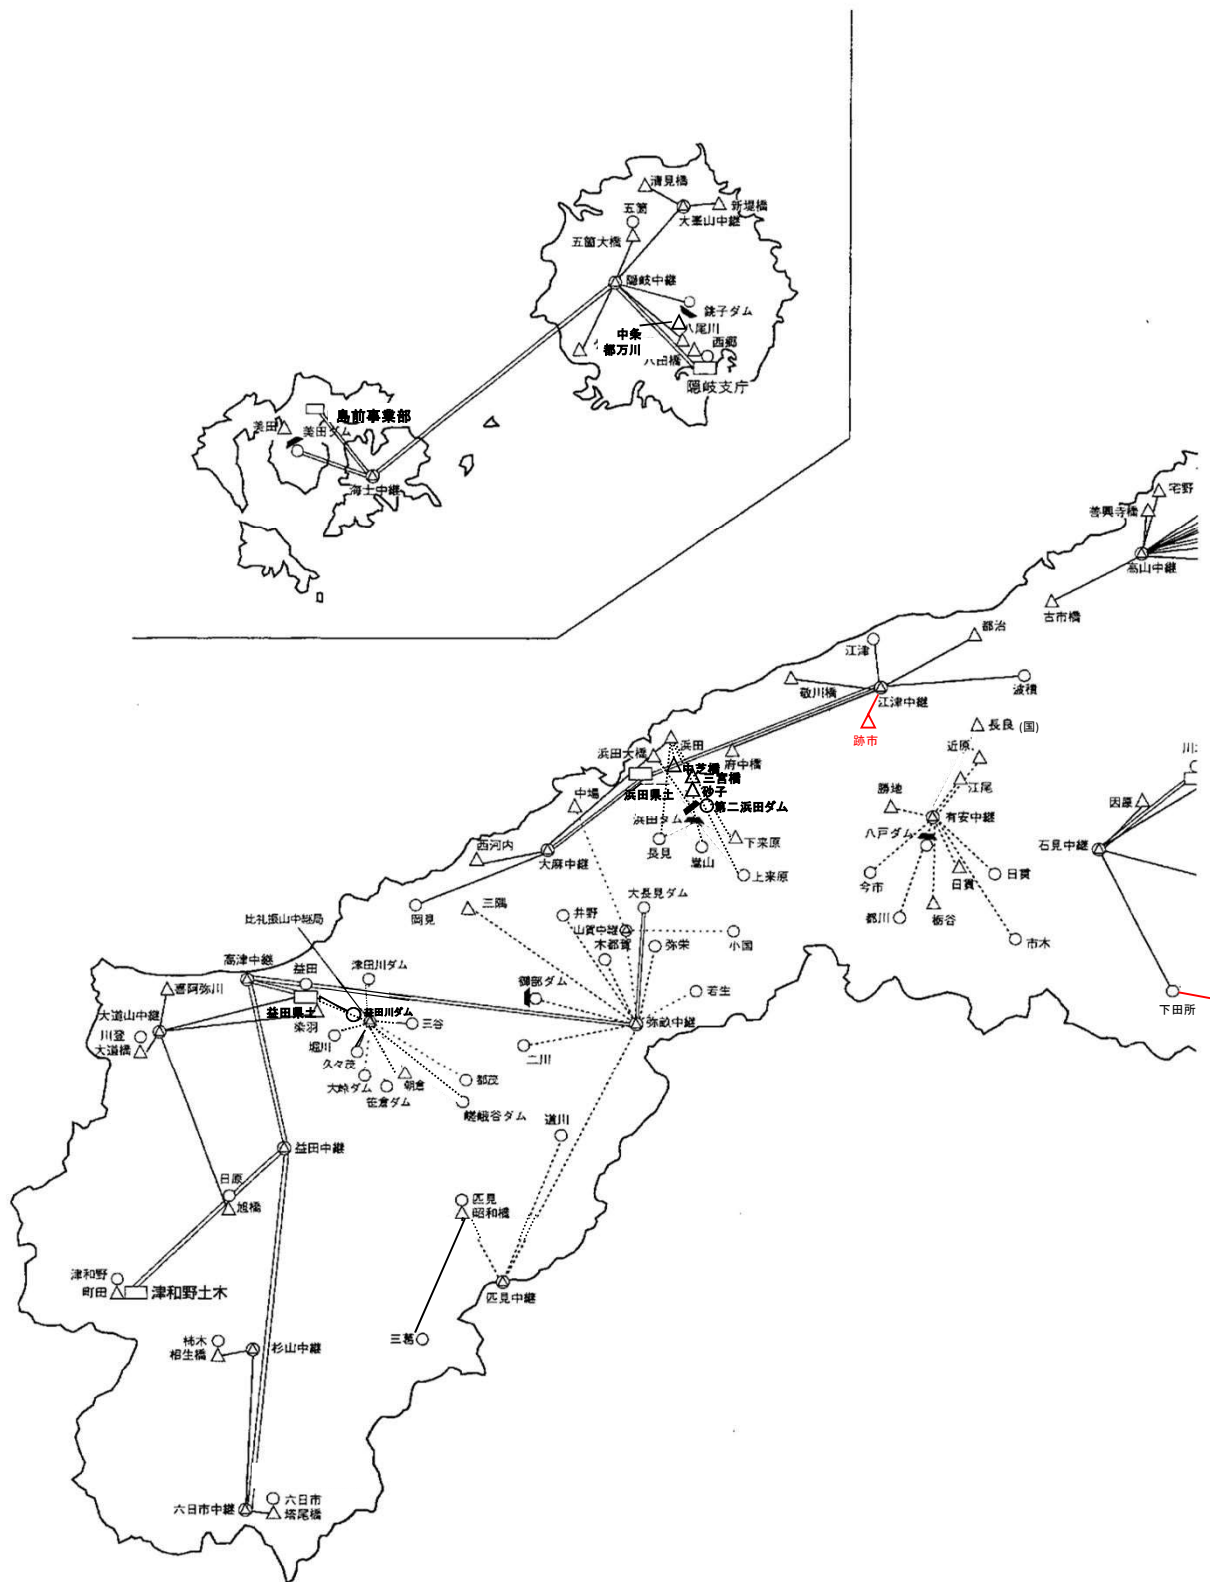 清見橋
新堤橋
五箇
大峯山中継
五箇大橋
隠岐中継
銚子ダム
中条
八尾川
都万川
西郷
八田橋
隠岐支庁
島前事業部
美田
美田ダム
海士中継
宅野
善興寺橋
高山中継
古市橋
都治
江津
敬川橋
江津中継
波積
跡市
長良 (国)
浜田
浜田大橋
府中橋
近原
中芝橋
三宮橋
浜田県土
砂子
江尾
中場
第二浜田ダム
勝地
因原
浜田ダム
有安中継
八戸ダム
下来原
長見
嵩山
石見中継
西河内
大麻中継
上来原
今市
日貫
日貫
大長見ダム
三隅
岡見
井野
栃谷
都川
比礼振山中継局
山賀中継
小国
市木
木都賀
弥栄
高津中継
益田
津田川ダム
御部ダム
若生
喜阿弥川
下田所
大道山中継
益田県土
益田川ダム
染羽
三谷
弥畝中継
川登
堀川
大道橋
二川
久々茂
大峠ダム
朝倉
都茂
笹倉ダム
嵯峨谷ダム
道川
益田中継
日原
旭橋
匹見
昭和橋
津和野
町田
津和野土木
匹見中継
三葛
柿木
杉山中継
相生橋
六日市
六日市中継
塔尾橋